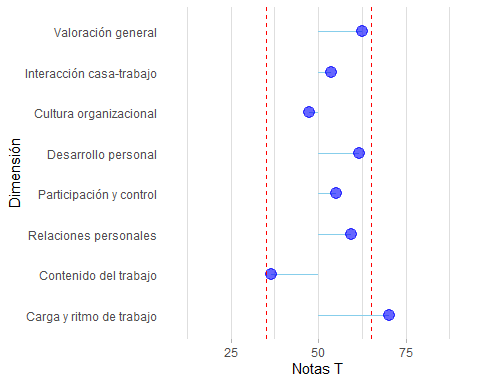 Valoración general
Interacción casa-trabajo
Cultura organizacional
Desarrollo personal
Participación y control
Relaciones personales
Contenido del trabajo
Carga y ritmo de trabajo
Dimensión
25 50 75
Notas T